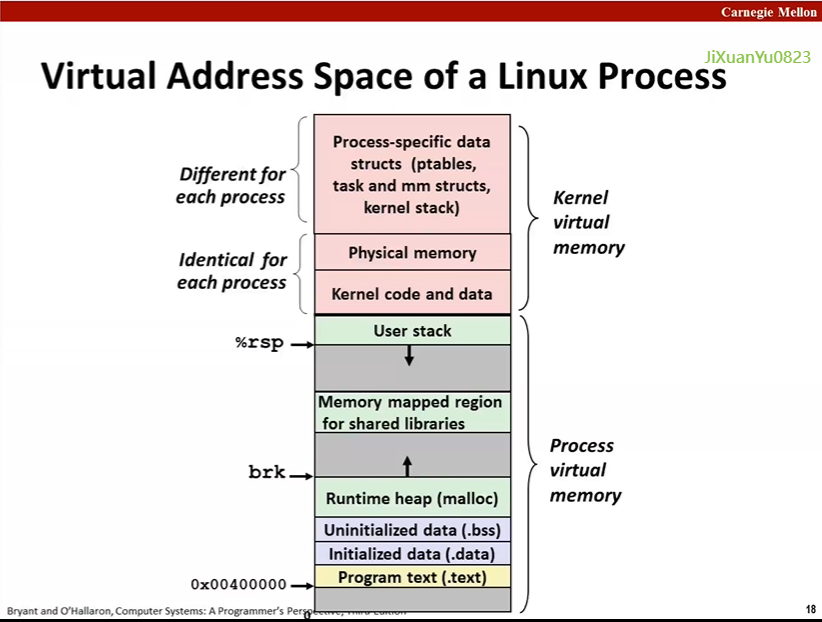 Carnegie Mellon
JiXuanYu0823
Virtual Address Space of a Linux Process
Different for
each process
Process-specific data
structs (ptables,
task and mm structs,
kernel stack)
Kernel
virtual
memory
Identical for
each process
Physical memory
Kernel code and data
User stack
%rsp
Memory mapped region
for shared libraries
Process
virtual
memory
brk
Runtime heap (malloc)
Uninitialized data (.bss)
Initialized data (.data)
Program text (.text)
0x00400000
0
Bryant and O'Hallaron, Computer Systems: A Programmer's Perspective, Third Edition
18